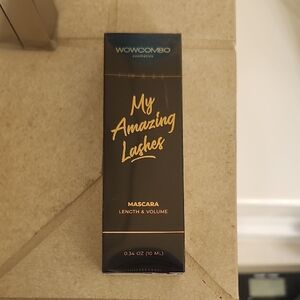 WOWCOMBO
cosmetics
My
Amazing
Lashes
MASCARA
LENGTH & VOLUME
0.34 OZ (10 ML)